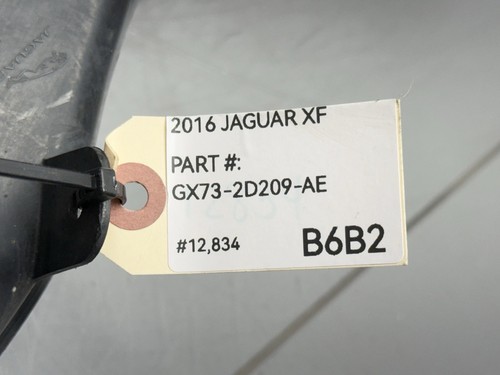 2016 JAGUAR XF
PART #:
GX73-2D209-AE
#12,834
B6B2